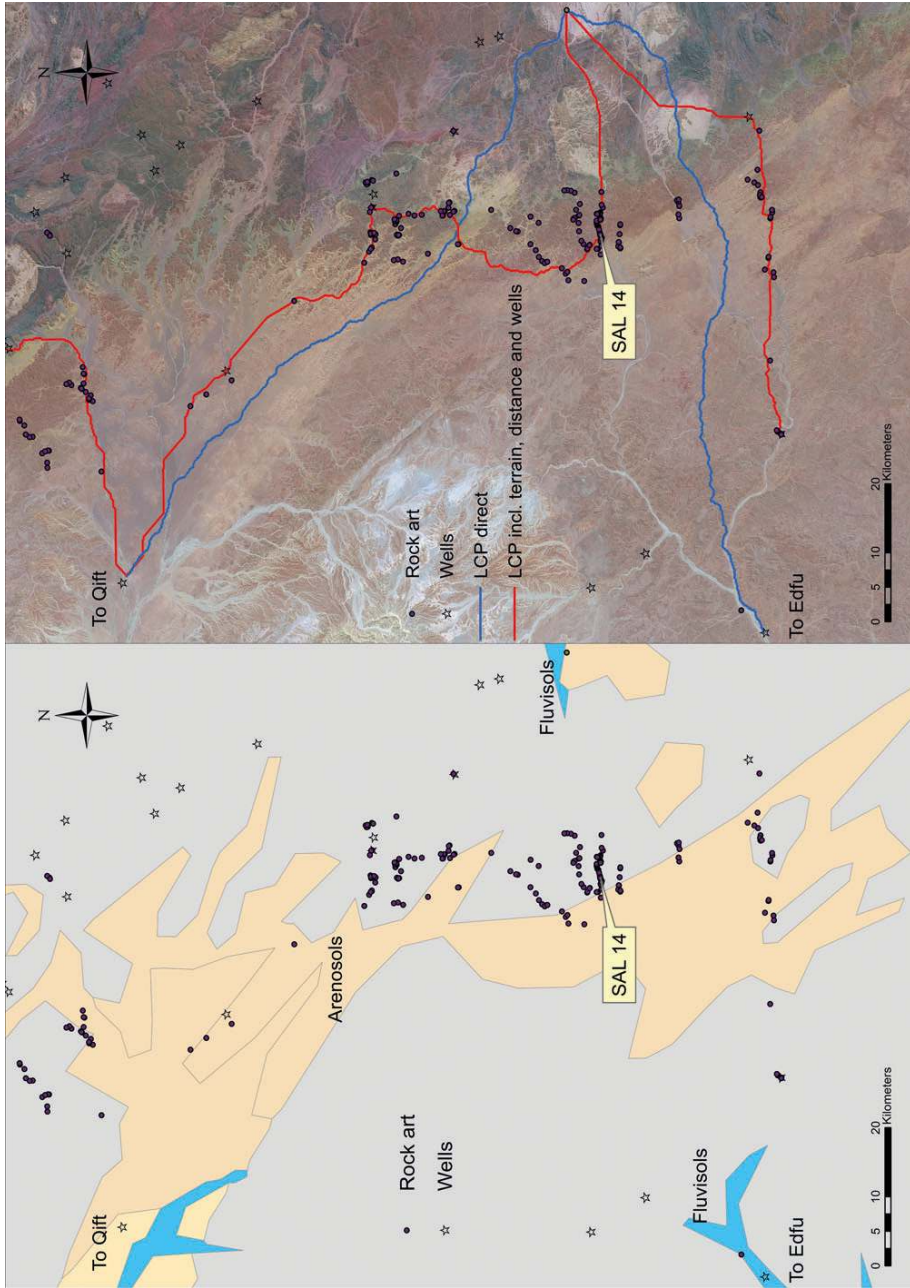 To Qift
Arenosols
SAL 14
Fluvisols
Rock art
Wells
Fluvisols
To Edfu
N
0 5 10 20
Kilometers
To Qift
SAL 14
Rock art
Wells
LCP direct
LCP incl. terrain, distance and wells
To Edfu
N
0 5 10 20
Kilometers